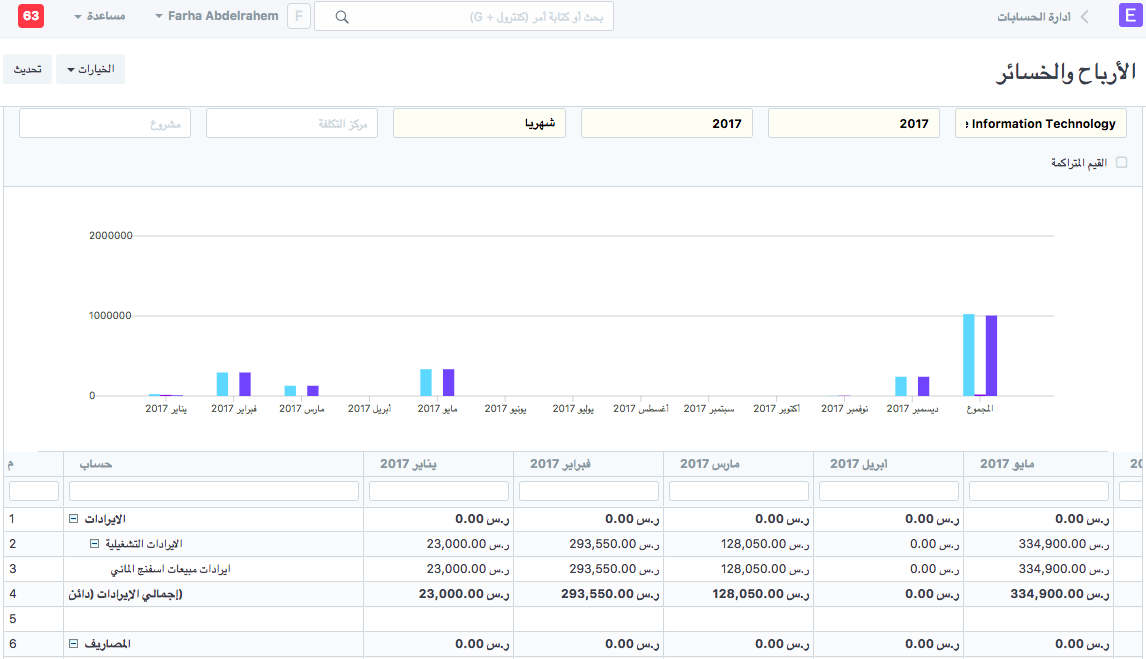 E
ادارة الحسابات
بحث أو كتابة أمر (كنترول + G)
F
Farha Abdelrahem
مساعدة
63
الأرباح والخسائر
الخيارات
تحديث
Information Technology
2017
2017
شهريا
مركز التكلفة
مشروع
القيم المتراكمة
2000000
1000000
0
يناير 2017 فبراير 2017 مارس 2017 أبريل 2017 مايو 2017 يونيو 2017 يوليو 2017 أغسطس 2017 سبتمبر 2017 أكتوبر 2017 نوفمبر 2017 ديسمبر 2017 المجموع
م حساب يناير 2017 فبراير 2017 مارس 2017 ابريل 2017 مايو 2017
1 الايرادات ر.س 0.00 ر.س 0.00 ر.س 0.00 ر.س 0.00 ر.س 0.00
2 الايرادات التشغيلية ر.س 23,000.00 ر.س 293,550.00 ر.س 128,050.00 ر.س 0.00 ر.س 334,900.00
3 ايرادات مبيعات اسفنج الماني ر.س 23,000.00 ر.س 293,550.00 ر.س 128,050.00 ر.س 0.00 ر.س 334,900.00
4 (إجمالي الإيرادات (دائن ر.س 23,000.00 ر.س 293,550.00 ر.س 128,050.00 ر.س 0.00 ر.س 334,900.00
5
6 المصاريف ر.س 0.00 ر.س 0.00 ر.س 0.00 ر.س 0.00 ر.س 0.00